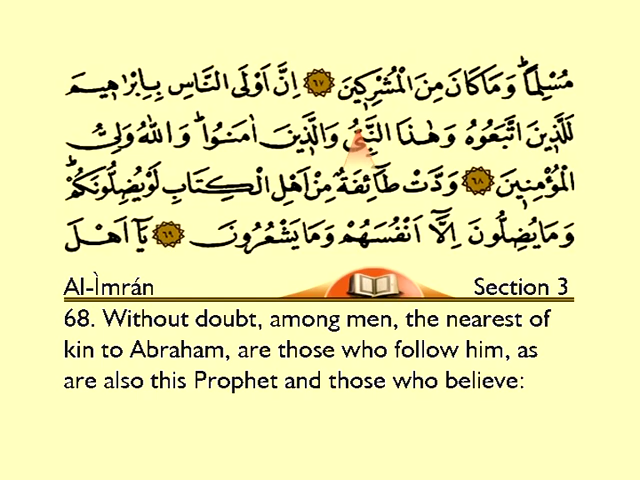 مُسْلِمًا ۖ وَمَا كَانَ مِنَ الْمُشْرِكِينَ ﴿٦٧﴾ إِنَّ أَوْلَى النَّاسِ بِإِبْرَاهِيمَ
لَلَّذِينَ اتَّبَعُوهُ وَهَٰذَا النَّبِيُّ وَالَّذِينَ اٰمَنُوا ۗ وَاللَّهُ وَلِيُّ
الْمُؤْمِنِينَ ﴿٦٨﴾ وَدَّتْ طَائِفَةٌ مِنْ اَهْلِ الْكِتَابِ لَوْ يُضِلُّونَكُمْ ۖ
وَمَا يُضِلُّونَ اِلَّا اَنْفُسَهُمْ وَمَا يَشْعُرُونَ ﴿٦٩﴾ يَٓا اَهْلَ
Al-Ìmrán Section 3
68. Without doubt, among men, the nearest of
kin to Abraham, are those who follow him, as
are also this Prophet and those who believe: